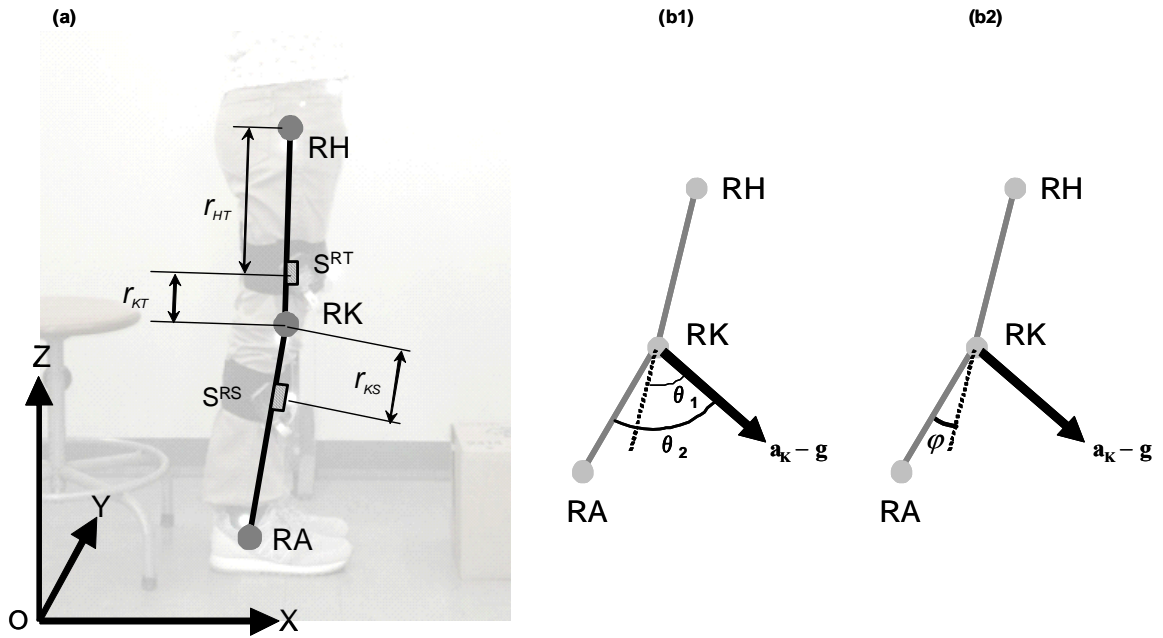 (a)
RH
r_HT
S^RT
r_KT
RK
Z
r_KS
S^RS
Y
RA
O
X
(b1)
RH
RK
θ 1
θ 2
a_K – g
RA
(b2)
RH
RK
φ
a_K – g
RA